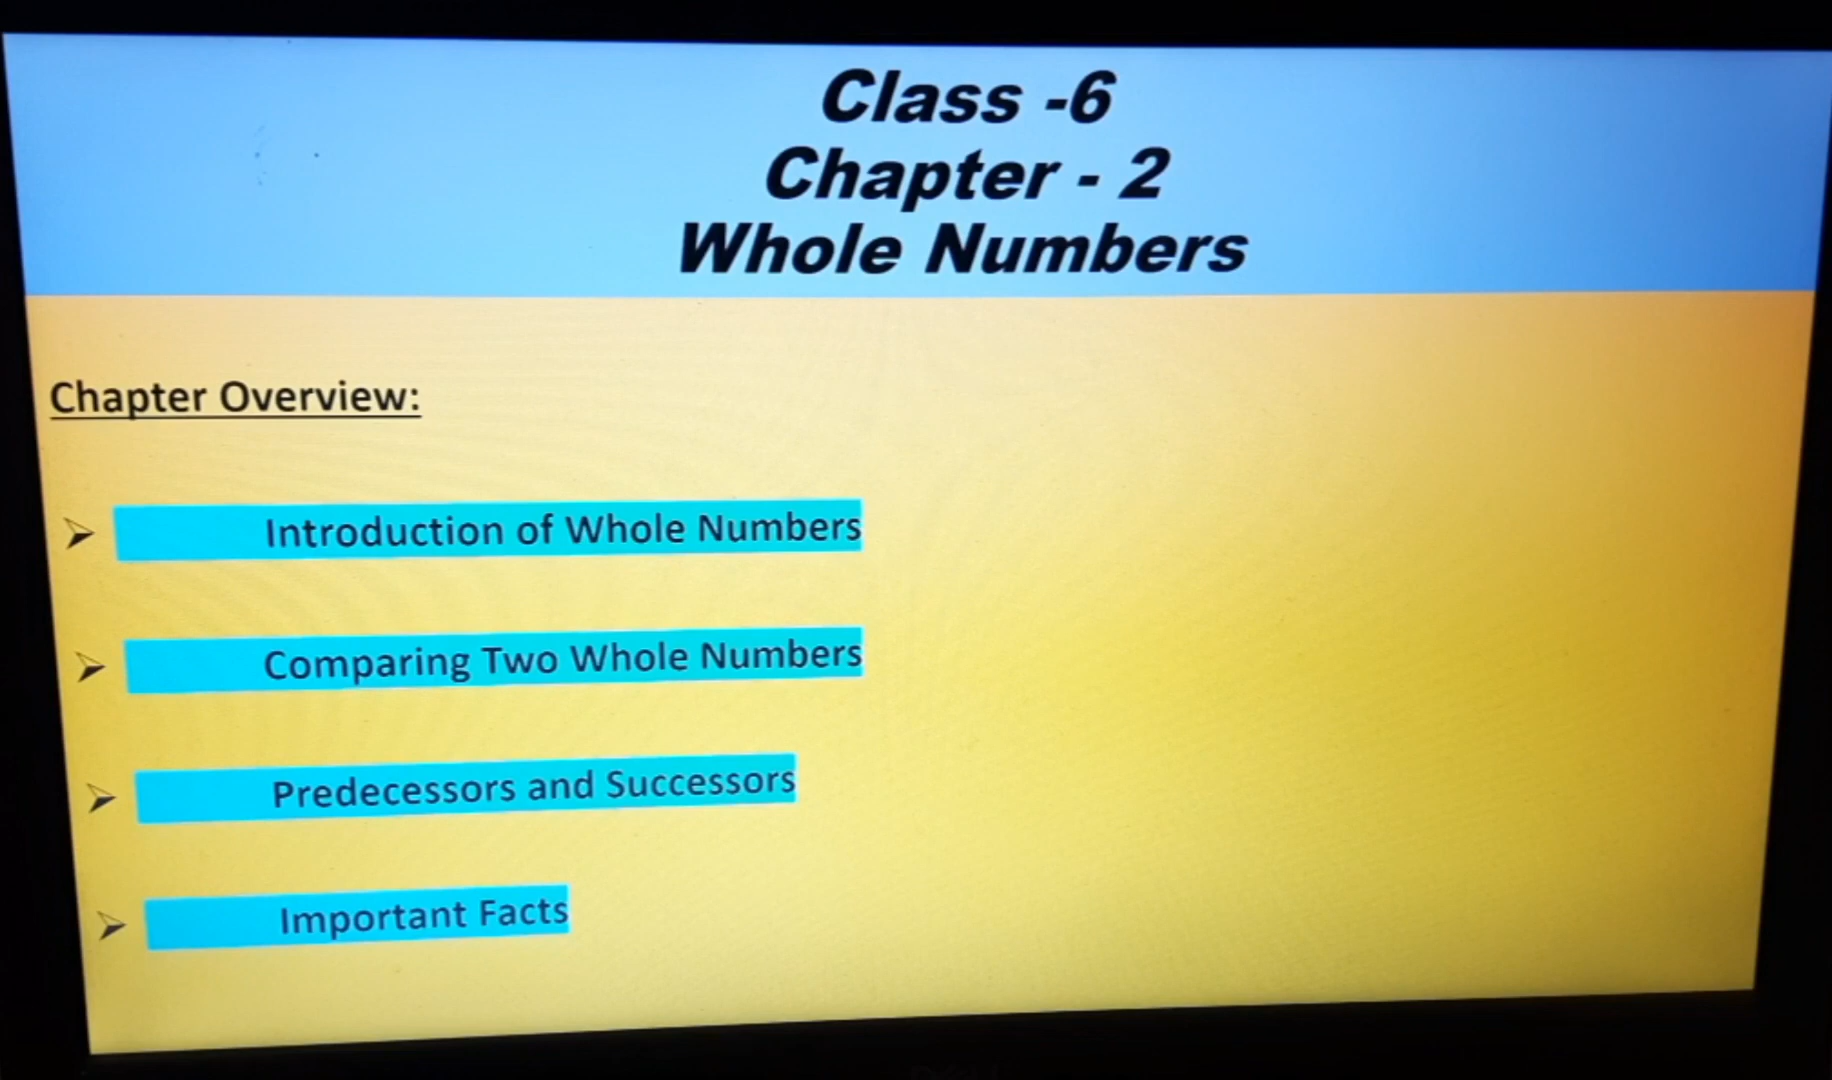 Class -6
Chapter - 2
Whole Numbers
Chapter Overview:
Introduction of Whole Numbers
Comparing Two Whole Numbers
Predecessors and Successors
Important Facts